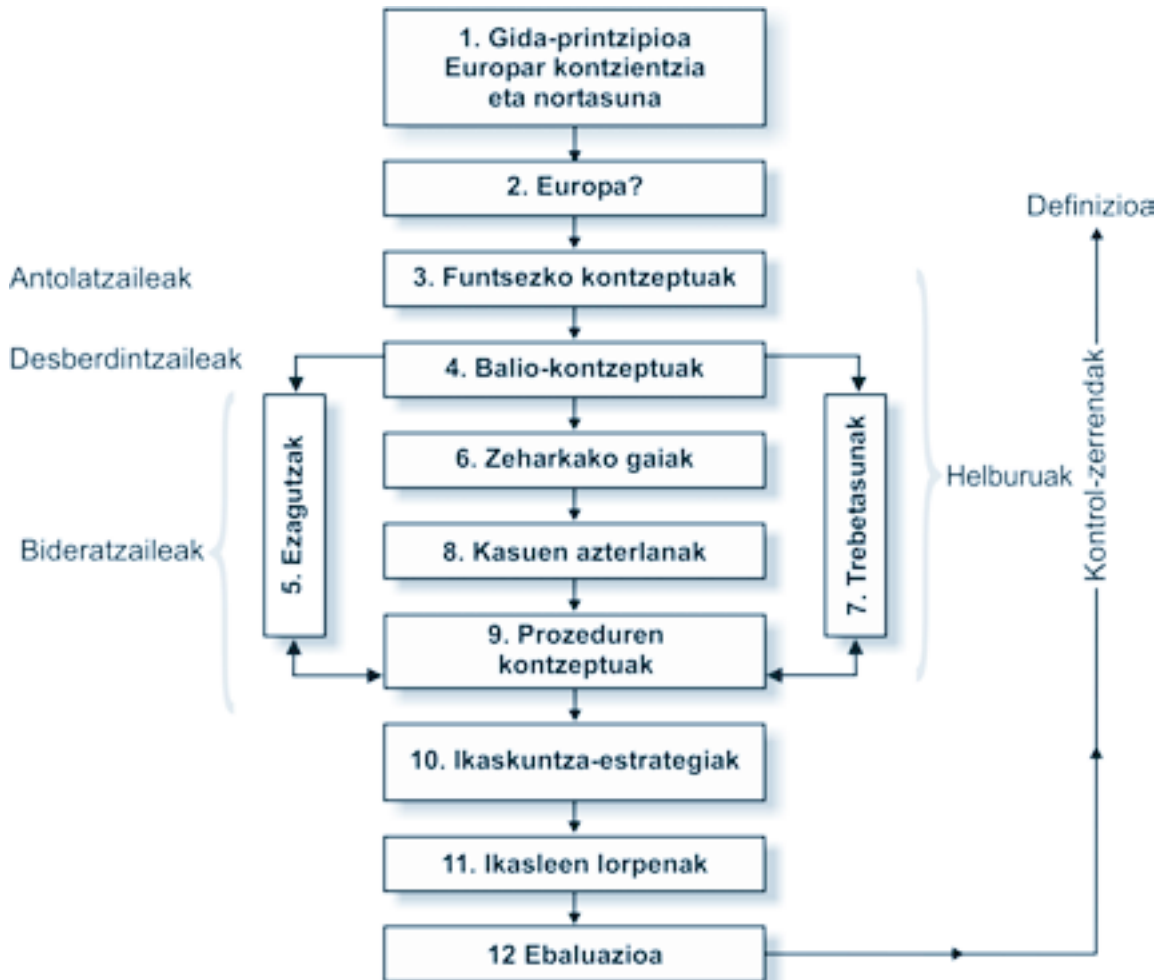 1. Gida-printzipioa
Europar kontzientzia
eta nortasuna
2. Europa?
Definizioa
Antolatzaileak
3. Funtsezko kontzeptuak
Desberdintzaileak
4. Balio-kontzeptuak
5. Ezagutzak
6. Zeharkako gaiak
7. Trebetasunak
Helburuak
Kontrol-zerrendak
Bideratzaileak
8. Kasuen azterlanak
9. Prozeduren
kontzeptuak
10. Ikaskuntza-estrategiak
11. Ikasleen lorpenak
12 Ebaluazioa